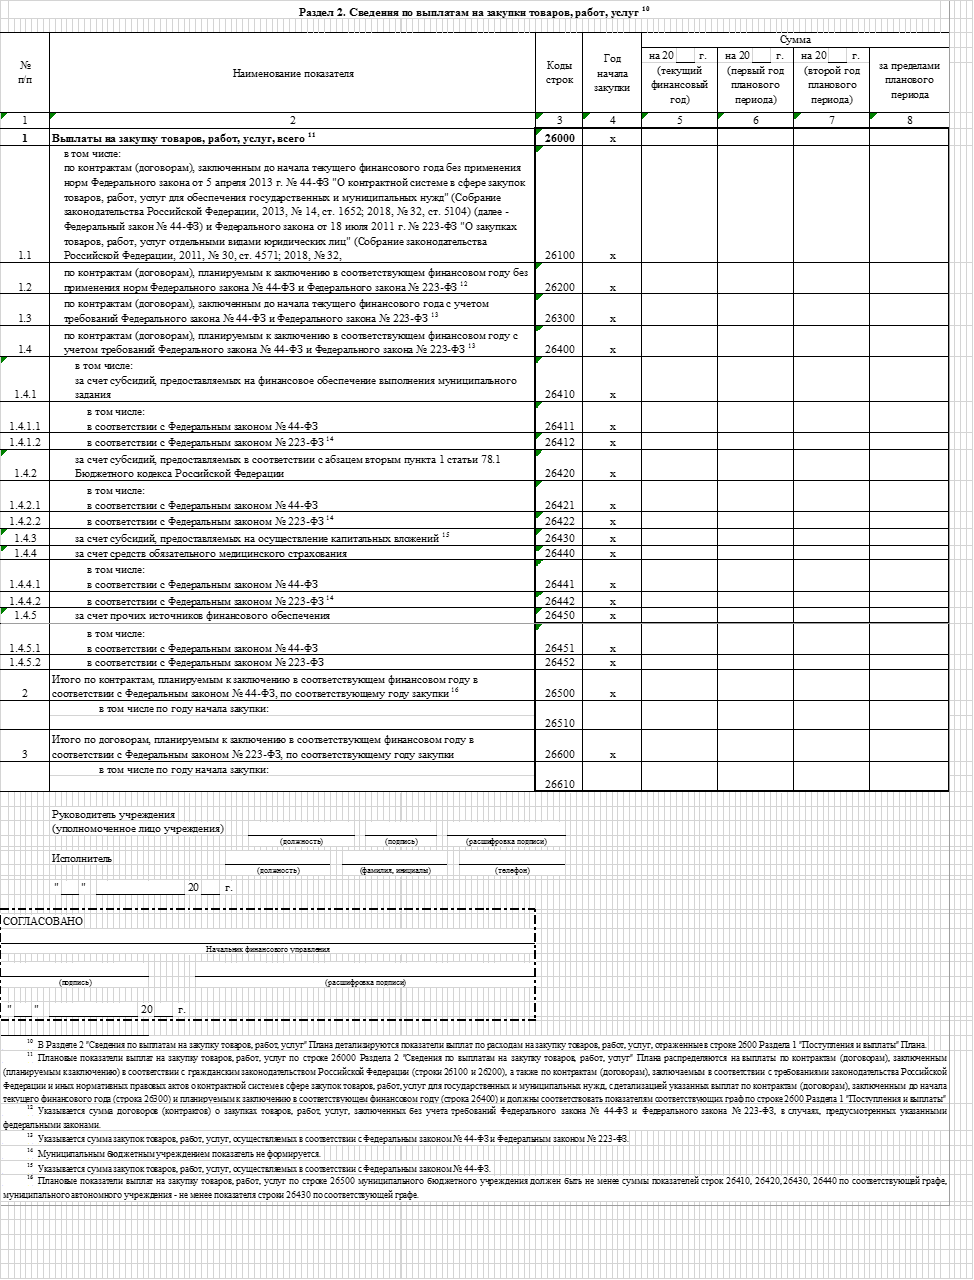 Раздел 2. Сведения по выплатам на закупки товаров, работ, услуг 10
№ п/п
Наименование показателя
Коды строк
Год начала закупки
Сумма
на 20 ___ г. (текущий финансовый год)
на 20 ___ г. (первый год планового периода)
на 20 ___ г. (второй год планового периода)
за пределами планового периода
1 2 3 4 5 6 7 8
1 Выплаты на закупку товаров, работ, услуг, всего 11 26000 x
в том числе:
по контрактам (договорам), заключенным до начала текущего финансового года без применения
норм Федерального закона от 5 апреля 2013 г. № 44-ФЗ "О контрактной системе в сфере закупок
товаров, работ, услуг для обеспечения государственных и муниципальных нужд" (Собрание
законодательства Российской Федерации, 2013, № 14, ст. 1652; 2018, № 32, ст. 5104) (далее -
Федеральный закон № 44-ФЗ) и Федерального закона от 18 июля 2011 г. № 223-ФЗ "О закупках
товаров, работ, услуг отдельными видами юридических лиц" (Собрание законодательства
1.1 Российской Федерации, 2011, № 30, ст. 4571; 2018, № 32, 26100 x
по контрактам (договорам), планируемым к заключению в соответствующем финансовом году без
1.2 применения норм Федерального закона № 44-ФЗ и Федерального закона № 223-ФЗ 12 26200 x
по контрактам (договорам), заключенным до начала текущего финансового года с учетом
1.3 требований Федерального закона № 44-ФЗ и Федерального закона № 223-ФЗ 13 26300 x
по контрактам (договорам), планируемым к заключению в соответствующем финансовом году с
1.4 учетом требований Федерального закона № 44-ФЗ и Федерального закона № 223-ФЗ 13 26400 x
в том числе:
за счет субсидий, предоставляемых на финансовое обеспечение выполнения муниципального
1.4.1 задания 26410 x
в том числе:
1.4.1.1 в соответствии с Федеральным законом № 44-ФЗ 26411 x
1.4.1.2 в соответствии с Федеральным законом № 223-ФЗ 14 26412 x
за счет субсидий, предоставляемых в соответствии с абзацем вторым пункта 1 статьи 78.1
1.4.2 Бюджетного кодекса Российской Федерации 26420 x
в том числе:
1.4.2.1 в соответствии с Федеральным законом № 44-ФЗ 26421 x
1.4.2.2 в соответствии с Федеральным законом № 223-ФЗ 14 26422 x
1.4.3 за счет субсидий, предоставляемых на осуществление капитальных вложений 15 26430 x
1.4.4 за счет средств обязательного медицинского страхования 26440 x
в том числе:
1.4.4.1 в соответствии с Федеральным законом № 44-ФЗ 26441 x
1.4.4.2 в соответствии с Федеральным законом № 223-ФЗ 14 26442 x
1.4.5 за счет прочих источников финансового обеспечения 26450 x
в том числе:
1.4.5.1 в соответствии с Федеральным законом № 44-ФЗ 26451 x
1.4.5.2 в соответствии с Федеральным законом № 223-ФЗ 26452 x
Итого по контрактам, планируемым к заключению в соответствующем финансовом году в
2 соответствии с Федеральным законом № 44-ФЗ, по соответствующему году закупки 16 26500 x
в том числе по году начала закупки:
26510
Итого по договорам, планируемым к заключению в соответствующем финансовом году в
3 соответствии с Федеральным законом № 223-ФЗ, по соответствующему году закупки 26600 x
в том числе по году начала закупки:
26610
Руководитель учреждения
(уполномоченное лицо учреждения)
(должность) (подпись) (расшифровка подписи)
Исполнитель
(должность) (фамилия, инициалы) (телефон)
" ___ " ___ 20 ___ г.
СОГЛАСОВАНО
Начальник финансового управления
(подпись) (расшифровка подписи)
" ___ " ___ 20 ___ г.
10 В Разделе 2 "Сведения по выплатам на закупку товаров, работ, услуг" Плана детализируются показатели выплат по расходам на закупку товаров, работ, услуг, отраженные в строке 2600 Раздела 1 "Поступления и выплаты" Плана.
11 Плановые показатели выплат на закупку товаров, работ, услуг по строке 26000 Раздела 2 "Сведения по выплатам на закупку товаров, работ, услуг" Плана распределяются на выплаты по контрактам (договорам), заключенным
(планируемым к заключению) в соответствии с гражданским законодательством Российской Федерации (строки 26100 и 26200), а также по контрактам (договорам), заключаемым в соответствии с требованиями законодательства Российской
Федерации и иных нормативных правовых актов о контрактной системе в сфере закупок товаров, работ, услуг для государственных и муниципальных нужд, с детализацией указанных выплат по контрактам (договорам), заключенным до начала
текущего финансового года (строка 26300) и планируемым к заключению в соответствующем финансовом году (строка 26400) и должны соответствовать показателям соответствующих граф по строке 2600 Раздела 1 "Поступления и выплаты"
12 Указывается сумма договоров (контрактов) о закупках товаров, работ, услуг, заключенных без учета требований Федерального закона № 44-ФЗ и Федерального закона № 223-ФЗ, в случаях, предусмотренных указанными
федеральными законами.
13 Указывается сумма закупок товаров, работ, услуг, осуществляемых в соответствии с Федеральным законом № 44-ФЗ и Федеральным законом № 223-ФЗ.
14 Муниципальным бюджетным учреждением показатель не формируется.
15 Указывается сумма закупок товаров, работ, услуг, осуществляемых в соответствии с Федеральным законом № 44-ФЗ.
16 Плановые показатели выплат на закупку товаров, работ, услуг по строке 26500 муниципального бюджетного учреждения должен быть не менее суммы показателей строк 26410, 26420, 26430, 26440 по соответствующей графе,
муниципального автономного учреждения - не менее показателя строки 26430 по соответствующей графе.